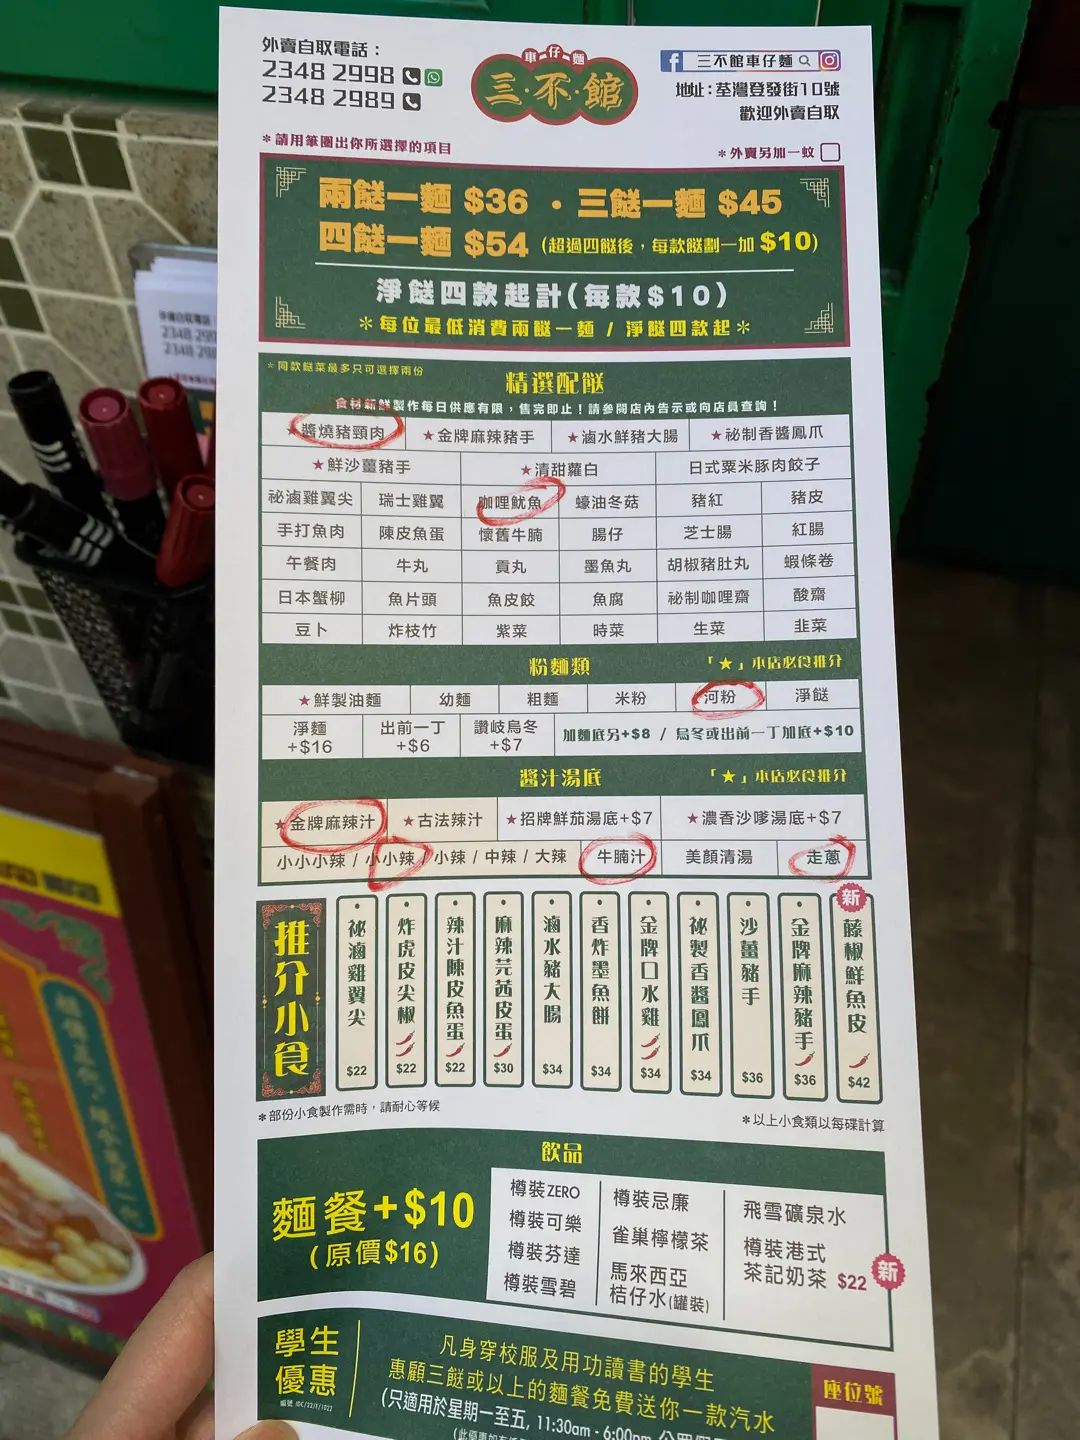 外賣自取電話：
2348 2998
2348 2989
車仔麵
三·不·館
三不館車仔麵
地址：荃灣登發街10號
歡迎外賣自取
＊請用筆圈出你所選擇的項目
＊外賣另加一蚊
兩餸一麵 $36 · 三餸一麵 $45
四餸一麵 $54 (超過四餸後，每款餸劃一加 $10)
淨餸四款起計(每款$10)
＊每位最低消費兩餸一麵 / 淨餸四款起＊
＊同款餸菜最多只可選擇兩份
精選配餸
食材新鮮製作每日供應有限，售完即止！請參閱店內告示或向店員查詢！
★醬燒豬頸肉 ★金牌麻辣豬手 ★滷水鮮豬大腸 ★祕制香醬鳳爪
★鮮沙薑豬手 ★清甜蘿白 日式粟米豚肉餃子
祕滷雞翼尖 瑞士雞翼 咖哩魷魚 蠔油冬菇 豬紅 豬皮
手打魚肉 陳皮魚蛋 懷舊牛腩 腸仔 芝士腸 紅腸
午餐肉 牛丸 貢丸 墨魚丸 胡椒豬肚丸 蝦條卷
日本蟹柳 魚片頭 魚皮餃 魚腐 祕制咖哩齋 酸齋
豆卜 炸枝竹 紫菜 時菜 生菜 韭菜
粉麵類 「★」本店必食推介
★鮮製油麵 幼麵 粗麵 米粉 河粉 淨餸
淨麵 +$16 出前一丁 +$6 讚岐烏冬 +$7 加麵底另+$8 / 烏冬或出前一丁加底+$10
醬汁湯底 「★」本店必食推介
★金牌麻辣汁 ★古法辣汁 ★招牌鮮茄湯底+$7 ★濃香沙嗲湯底+$7
小小小辣 / 小小辣 / 小辣 / 中辣 / 大辣 牛腩汁 美顏清湯 走蔥
推介小食
祕滷雞翼尖 $22
炸虎皮尖椒 $22
辣汁陳皮魚蛋 $22
麻辣芫茜皮蛋 $30
滷水豬大腸 $34
香炸墨魚餅 $34
金牌口水雞 $34
祕製香醬鳳爪 $34
沙薑豬手 $36
金牌麻辣豬手 $36
新
藤椒鮮魚皮 $42
＊部份小食製作需時，請耐心等候
＊以上小食類以每碟計算
飲品
麵餐+$10
(原價$16)
樽裝ZERO
樽裝可樂
樽裝芬達
樽裝雪碧
樽裝忌廉
雀巢檸檬茶
馬來西亞
桔仔水(罐裝)
飛雪礦泉水
樽裝港式
茶記奶茶 $22
新
學生
優惠
編號 IDC/22/F/1022
凡身穿校服及用功讀書的學生
惠顧三餸或以上的麵餐免費送你一款汽水
(只適用於星期一至五, 11:30am - 6:00pm,
座位號